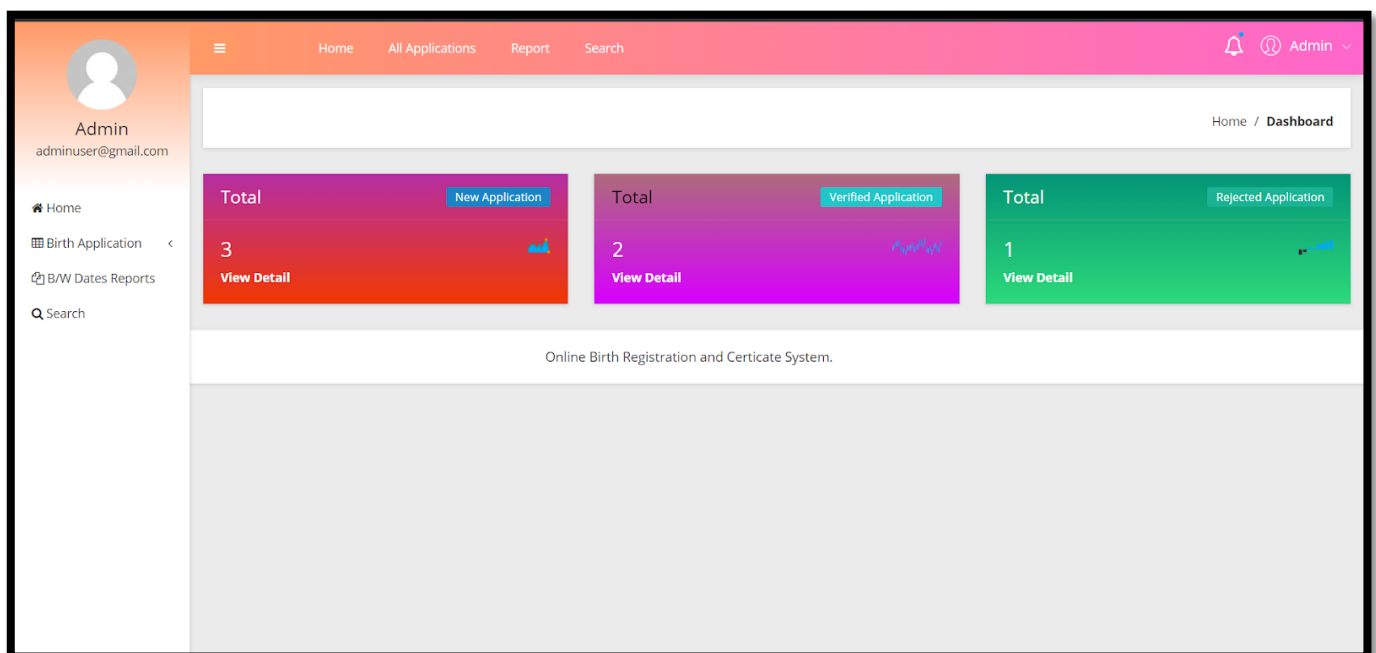 Home All Applications Report Search Admin
Admin
adminuser@gmail.com
Home
Birth Application
B/W Dates Reports
Search
Home / Dashboard
Total New Application
3
View Detail
Total Verified Application
2
View Detail
Total Rejected Application
1
View Detail
Online Birth Registration and Certicate System.